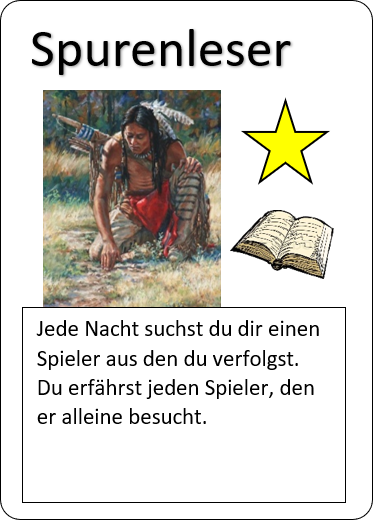 Spurenleser
Jede Nacht suchst du dir einen
Spieler aus den du verfolgst.
Du erfährst jeden Spieler, den
er alleine besucht.